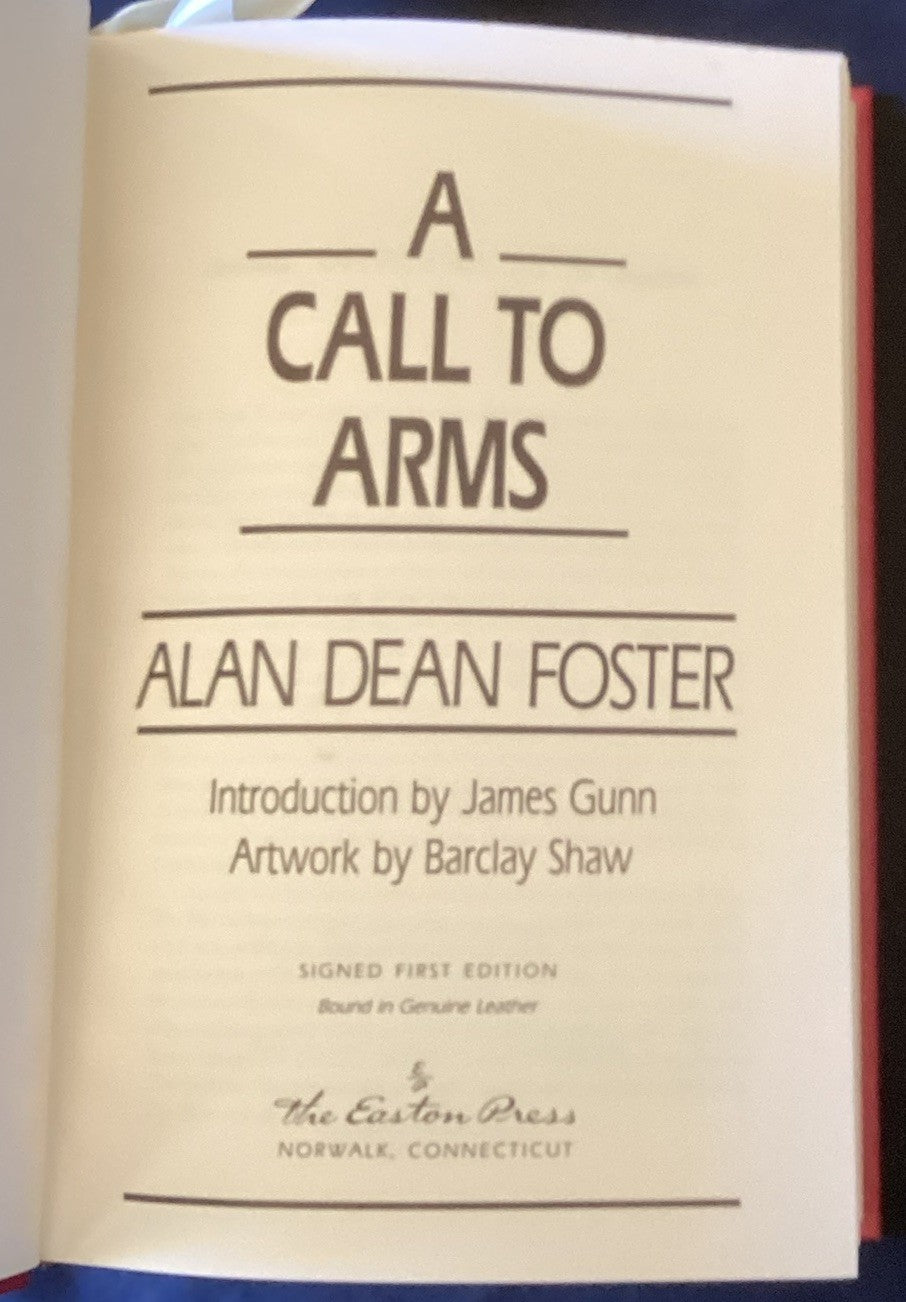 A
CALL TO
ARMS
ALAN DEAN FOSTER
Introduction by James Gunn
Artwork by Barclay Shaw
SIGNED FIRST EDITION
Bound in Genuine Leather
The Easton Press
NORWALK, CONNECTICUT